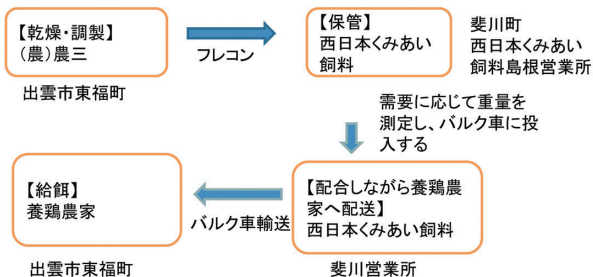 【乾燥・調製】
（農）農三
出雲市東福町
フレコン
【保管】
西日本くみあい
飼料
斐川町
西日本くみあい
飼料島根営業所
需要に応じて重量を
測定し、バルク車に投
入する
【配合しながら養鶏農
家へ配送】
西日本くみあい飼料
斐川営業所
バルク車輸送
【給餌】
養鶏農家
出雲市東福町